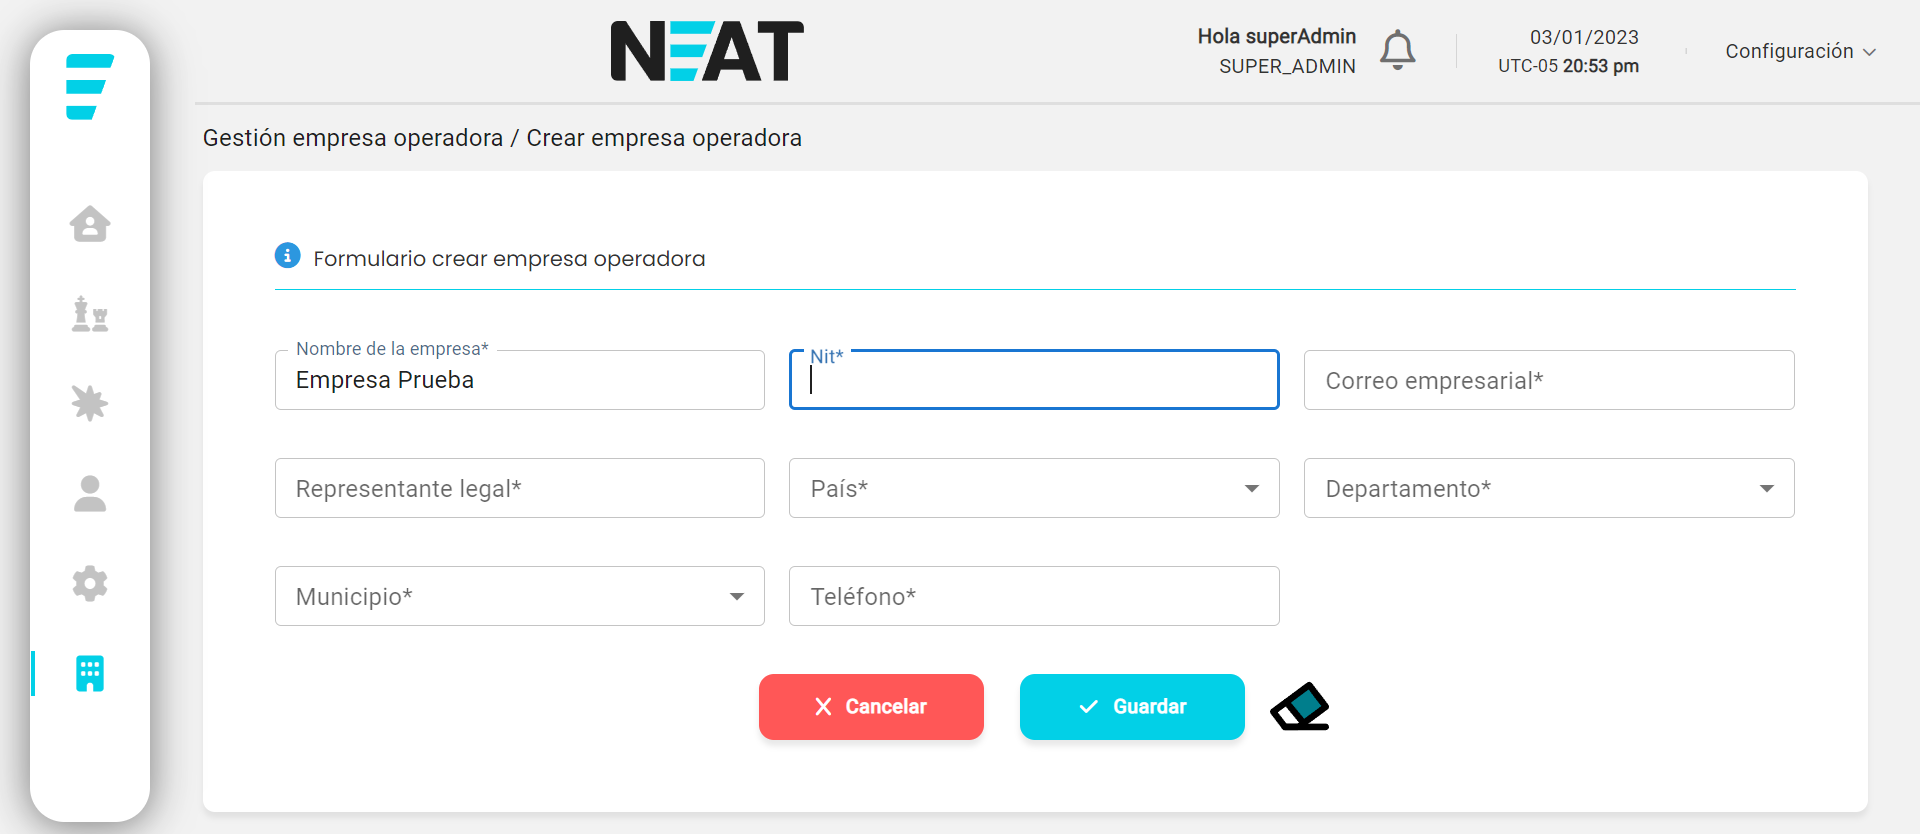 NEAT
Hola superAdmin
SUPER_ADMIN
03/01/2023
UTC-05 20:53 pm
Configuración
Gestión empresa operadora / Crear empresa operadora
Formulario crear empresa operadora
Nombre de la empresa*
Empresa Prueba
Nit*
Correo empresarial*
Representante legal*
País*
Departamento*
Municipio*
Teléfono*
Cancelar
Guardar